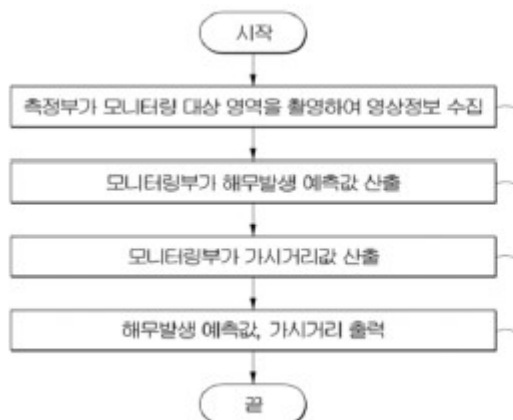 시작
측정부가 모니터링 대상 영역을 촬영하여 영상정보 수집
모니터링부가 해무발생 예측값 산출
모니터링부가 가시거리값 산출
해무발생 예측값, 가시거리 출력
끝